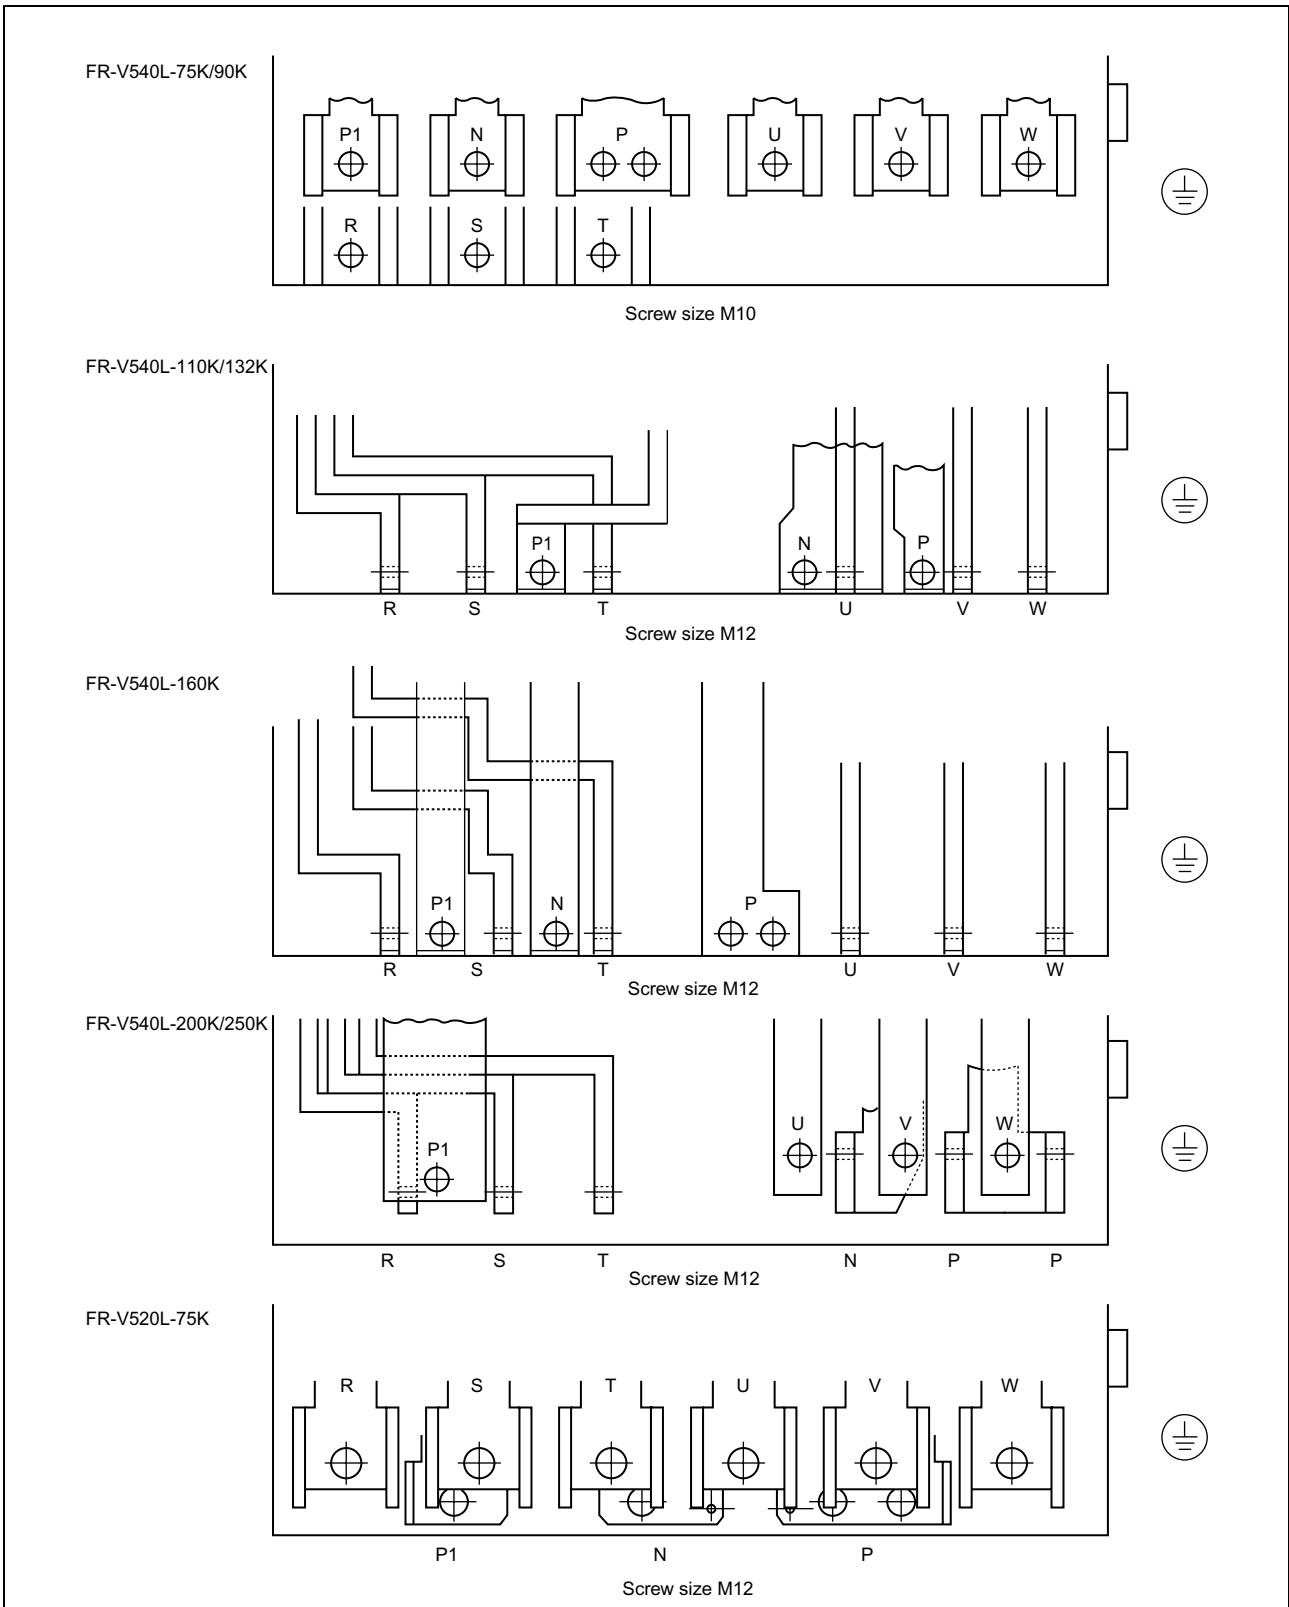 FR-V540L-75K/90K
P1 N P U V W
R S T
Screw size M10
FR-V540L-110K/132K
P1 N P
R S T U V W
Screw size M12
FR-V540L-160K
P1 N P
R S T U V W
Screw size M12
FR-V540L-200K/250K
U V W
P1
R S T N P P
Screw size M12
FR-V520L-75K
R S T U V W
P1 N P
Screw size M12